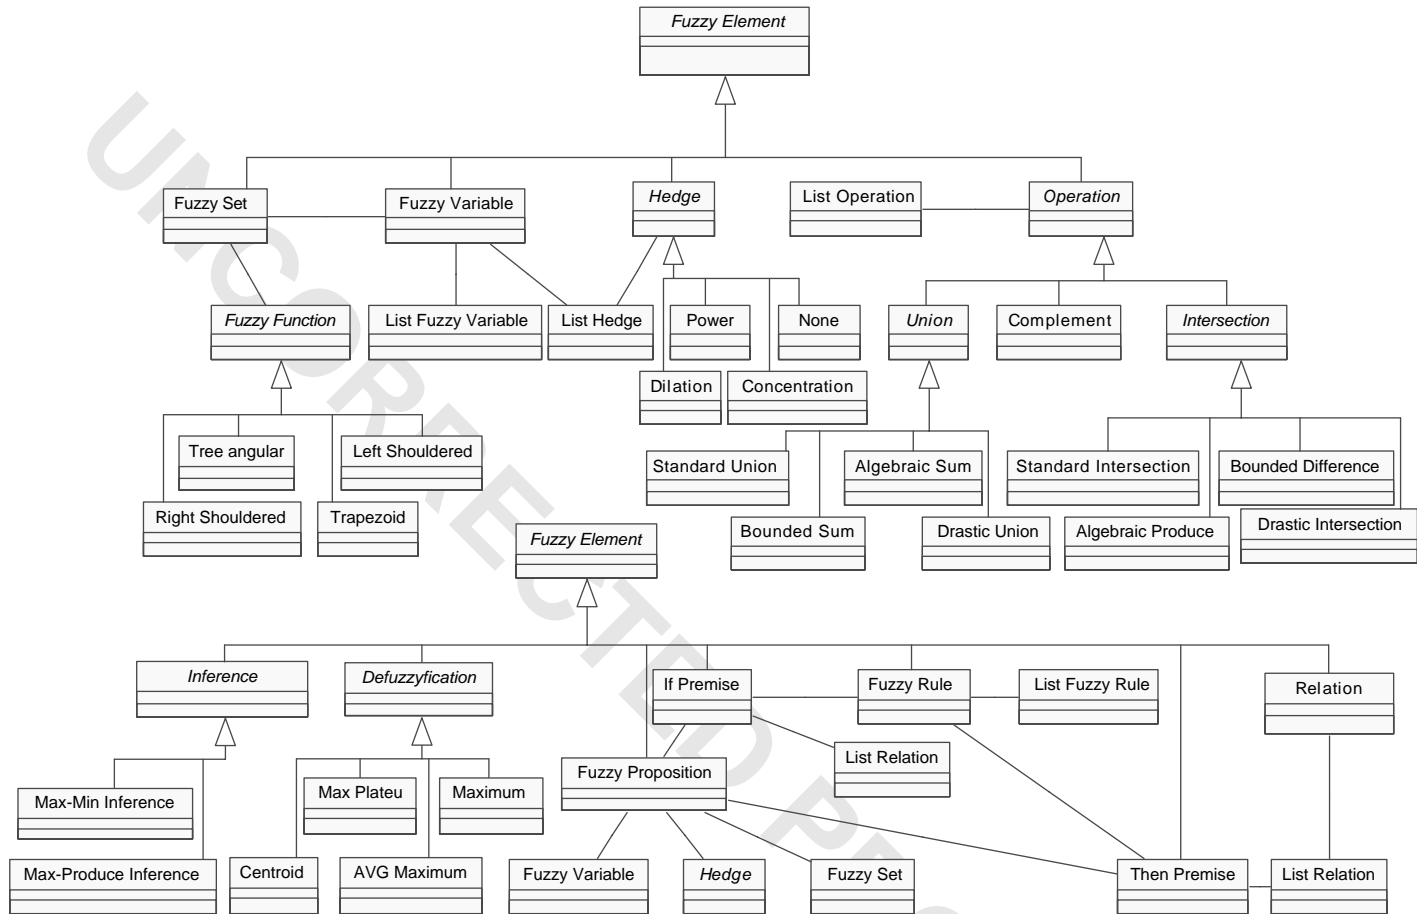 Fuzzy Element
Fuzzy Set
Fuzzy Variable
Hedge
List Operation
Operation
Fuzzy Function
List Fuzzy Variable
List Hedge
Power
None
Union
Complement
Intersection
Dilation
Concentration
Tree angular
Left Shouldered
Standard Union
Algebraic Sum
Standard Intersection
Bounded Difference
Right Shouldered
Trapezoid
Bounded Sum
Drastic Union
Algebraic Produce
Drastic Intersection
Fuzzy Element
Inference
Defuzzyfication
If Premise
Fuzzy Rule
List Fuzzy Rule
Relation
List Relation
Fuzzy Proposition
Max-Min Inference
Max Plateu
Maximum
Max-Produce Inference
Centroid
AVG Maximum
Fuzzy Variable
Hedge
Fuzzy Set
Then Premise
List Relation
UNCORRECTED